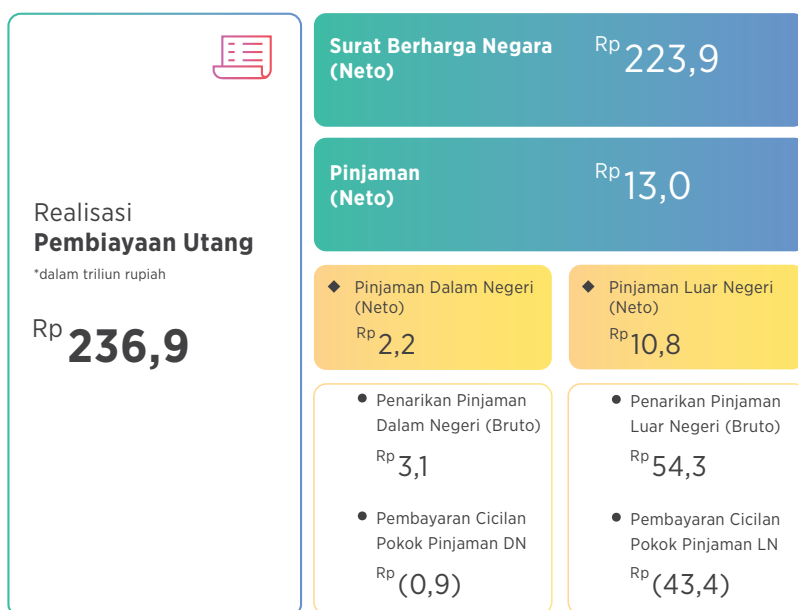 Realisasi
Pembiayaan Utang
*dalam triliun rupiah
Rp 236,9
Surat Berharga Negara
(Neto)
Rp 223,9
Pinjaman
(Neto)
Rp 13,0
Pinjaman Dalam Negeri
(Neto)
Rp 2,2
Pinjaman Luar Negeri
(Neto)
Rp 10,8
Penarikan Pinjaman
Dalam Negeri (Bruto)
Rp 3,1
Pembayaran Cicilan
Pokok Pinjaman DN
Rp (0,9)
Penarikan Pinjaman
Luar Negeri (Bruto)
Rp 54,3
Pembayaran Cicilan
Pokok Pinjaman LN
Rp (43,4)